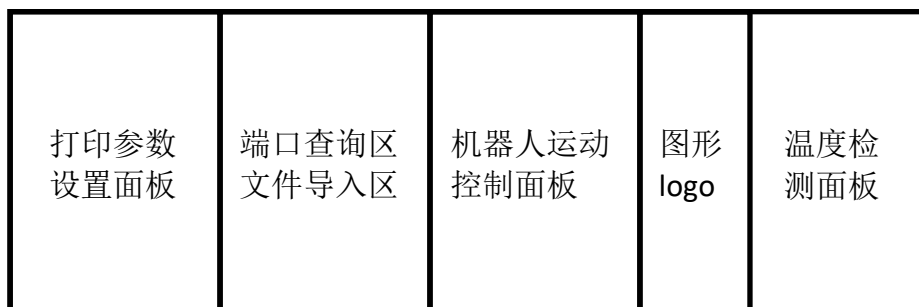 打印参数
设置面板
端口查询区
文件导入区
机器人运动
控制面板
图形
logo
温度检
测面板